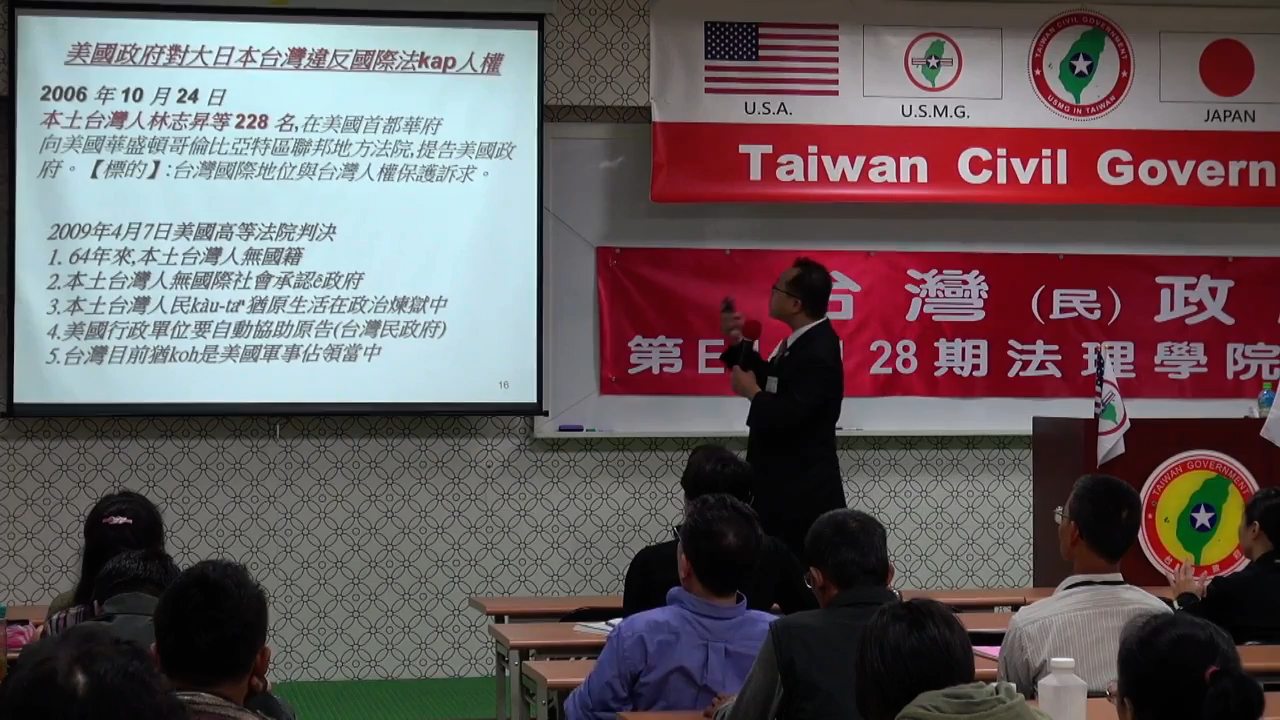 美國政府對大日本台灣違反國際法kap人權
2006 年 10 月 24 日
本土台灣人林志昇等 228 名,在美國首都華府
向美國華盛頓哥倫比亞特區聯邦地方法院,提告美國政
府。【標的】:台灣國際地位與台灣人權保護訴求。
2009年4月7日美國高等法院判決
1. 64年來,本土台灣人無國籍
2.本土台灣人無國際社會承認ê政府
3.本土台灣人民kàu-taⁿ猶原生活在政治煉獄中
4.美國行政單位要自動協助原告(台灣民政府)
5.台灣目前猶koh是美國軍事佔領當中
16
U.S.A.
U.S.M.G.
TAIWAN CIVIL GOVERNMENT
USMG IN TAIWAN
JAPAN
Taiwan Civil Govern
台灣(民)政
第 28期法理學院
TAIWAN GOVERNMENT